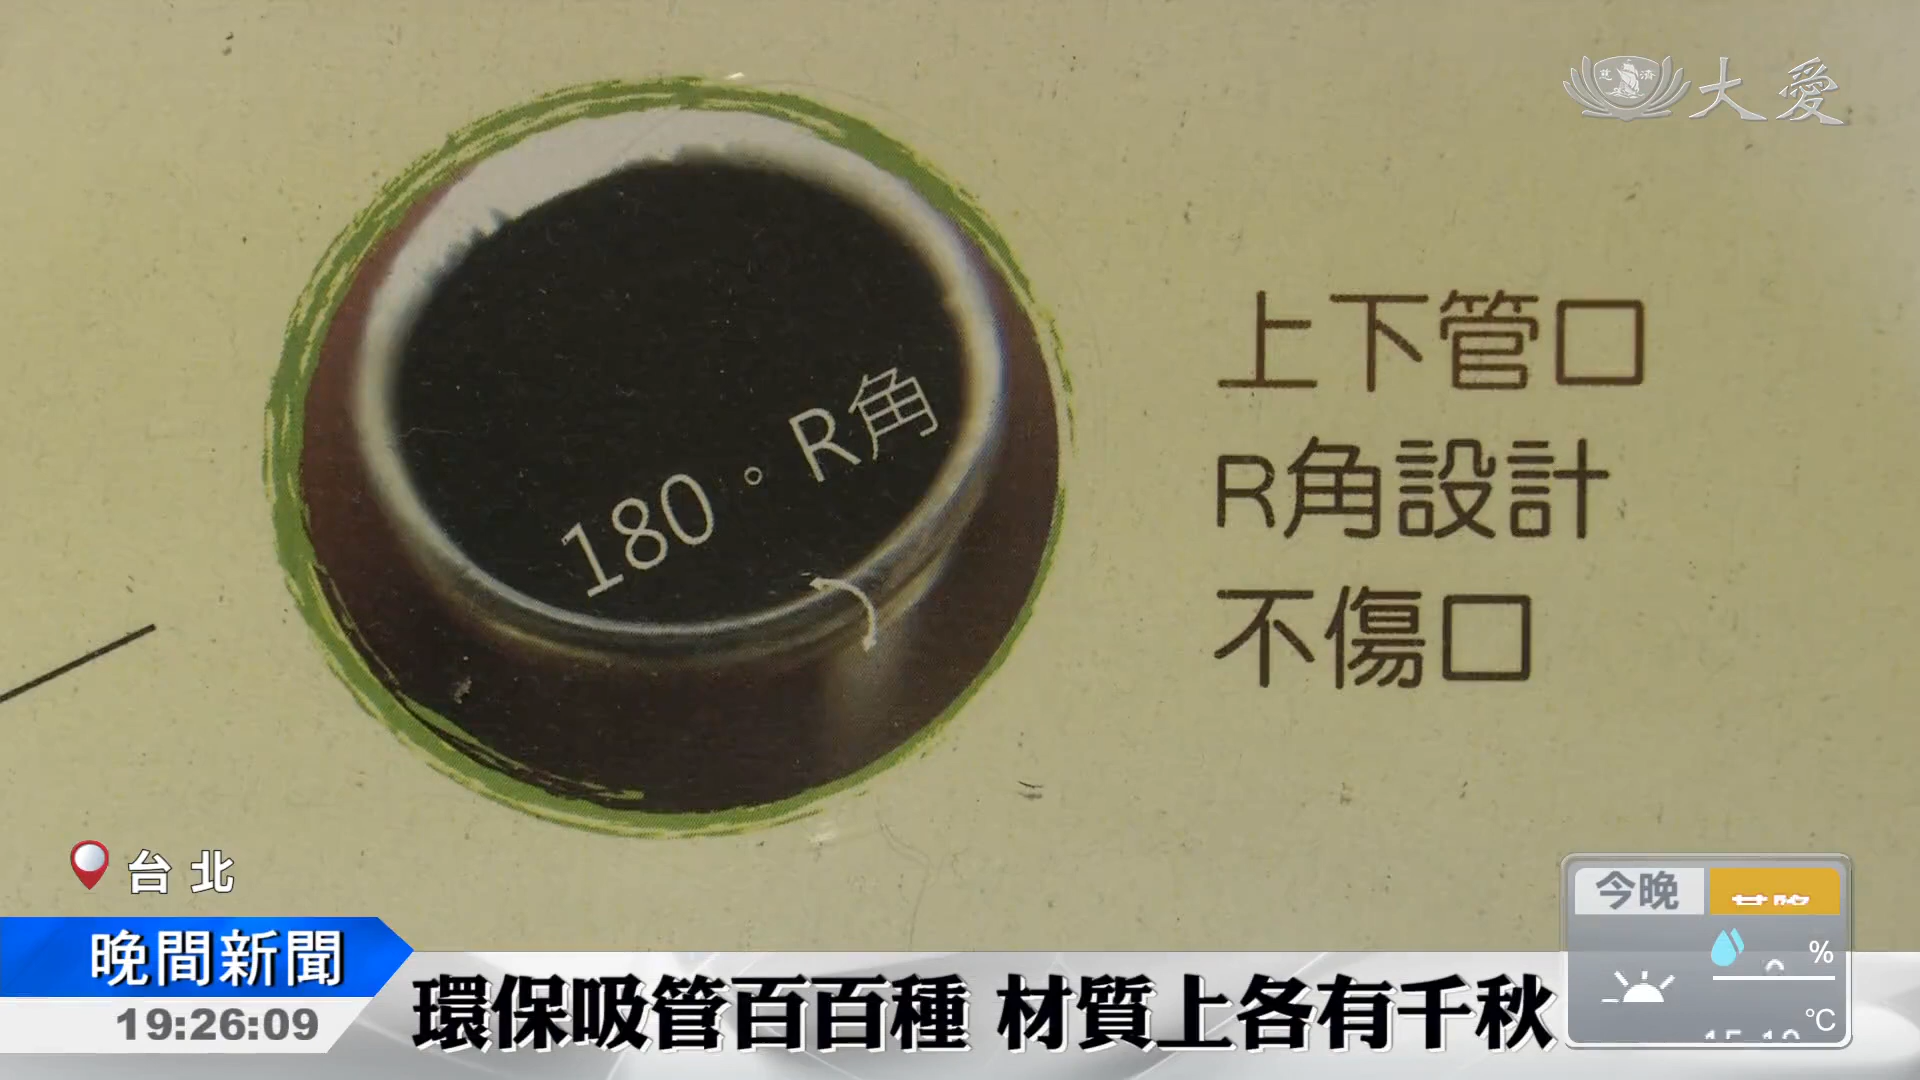 慈濟
大愛
180°R角
上下管口
R角設計
不傷口
台北
晚間新聞
19:26:09
環保吸管百百種 材質上各有千秋
今晚
%
°C